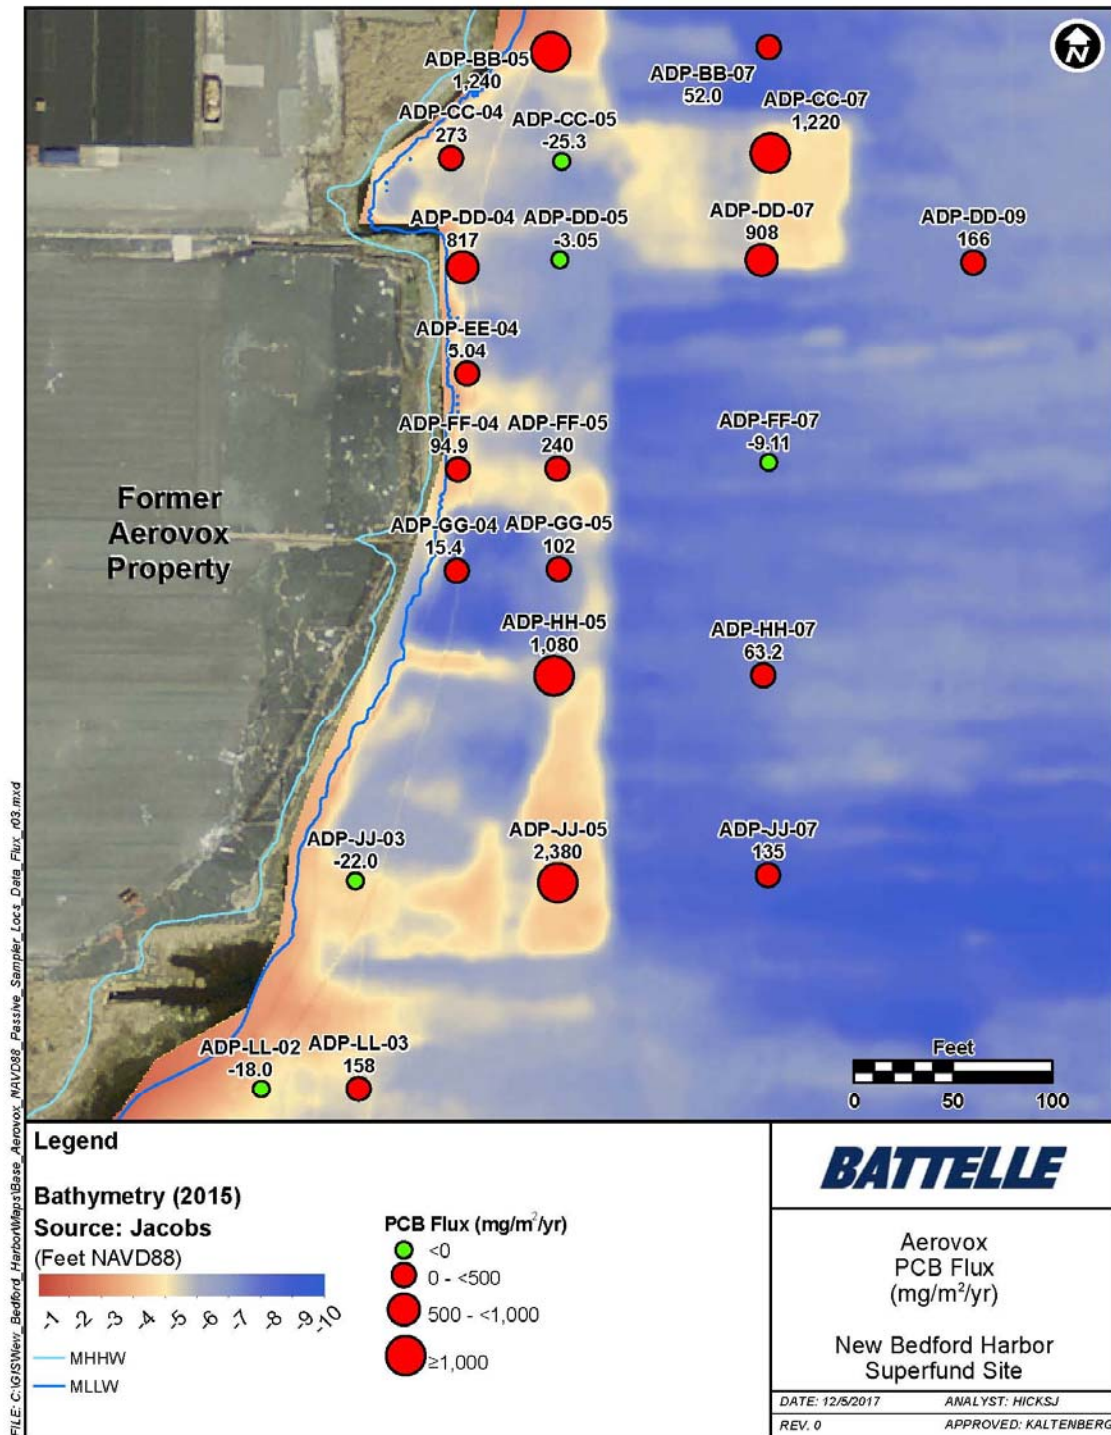 N
ADP-BB-05
1,240
ADP-BB-07
52.0
ADP-CC-04
273
ADP-CC-05
-25.3
ADP-CC-07
1,220
ADP-DD-04
817
ADP-DD-05
-3.05
ADP-DD-07
908
ADP-DD-09
166
ADP-EE-04
5.04
ADP-FF-04
94.9
ADP-FF-05
240
ADP-FF-07
-9.11
Former
Aerovox
Property
ADP-GG-04
15.4
ADP-GG-05
102
ADP-HH-05
1,080
ADP-HH-07
63.2
ADP-JJ-03
-22.0
ADP-JJ-05
2,380
ADP-JJ-07
135
ADP-LL-02
-18.0
ADP-LL-03
158
Feet
0 50 100
FILE: C:\GIS\New_Bedford_Harbor\Maps\Base_Aerovox_NAVD88_Passive_Sampler_Locs_Data_Flux_r03.mxd
Legend
Bathymetry (2015)
Source: Jacobs
(Feet NAVD88)
-1 -2 -3 -4 -5 -6 -7 -8 -9 -10
MHHW
MLLW
PCB Flux (mg/m²/yr)
<0
0 - <500
500 - <1,000
≥1,000
BATTELLE
Aerovox
PCB Flux
(mg/m²/yr)
New Bedford Harbor
Superfund Site
DATE: 12/5/2017 ANALYST: HICKSJ
REV. 0 APPROVED: KALTENBERG